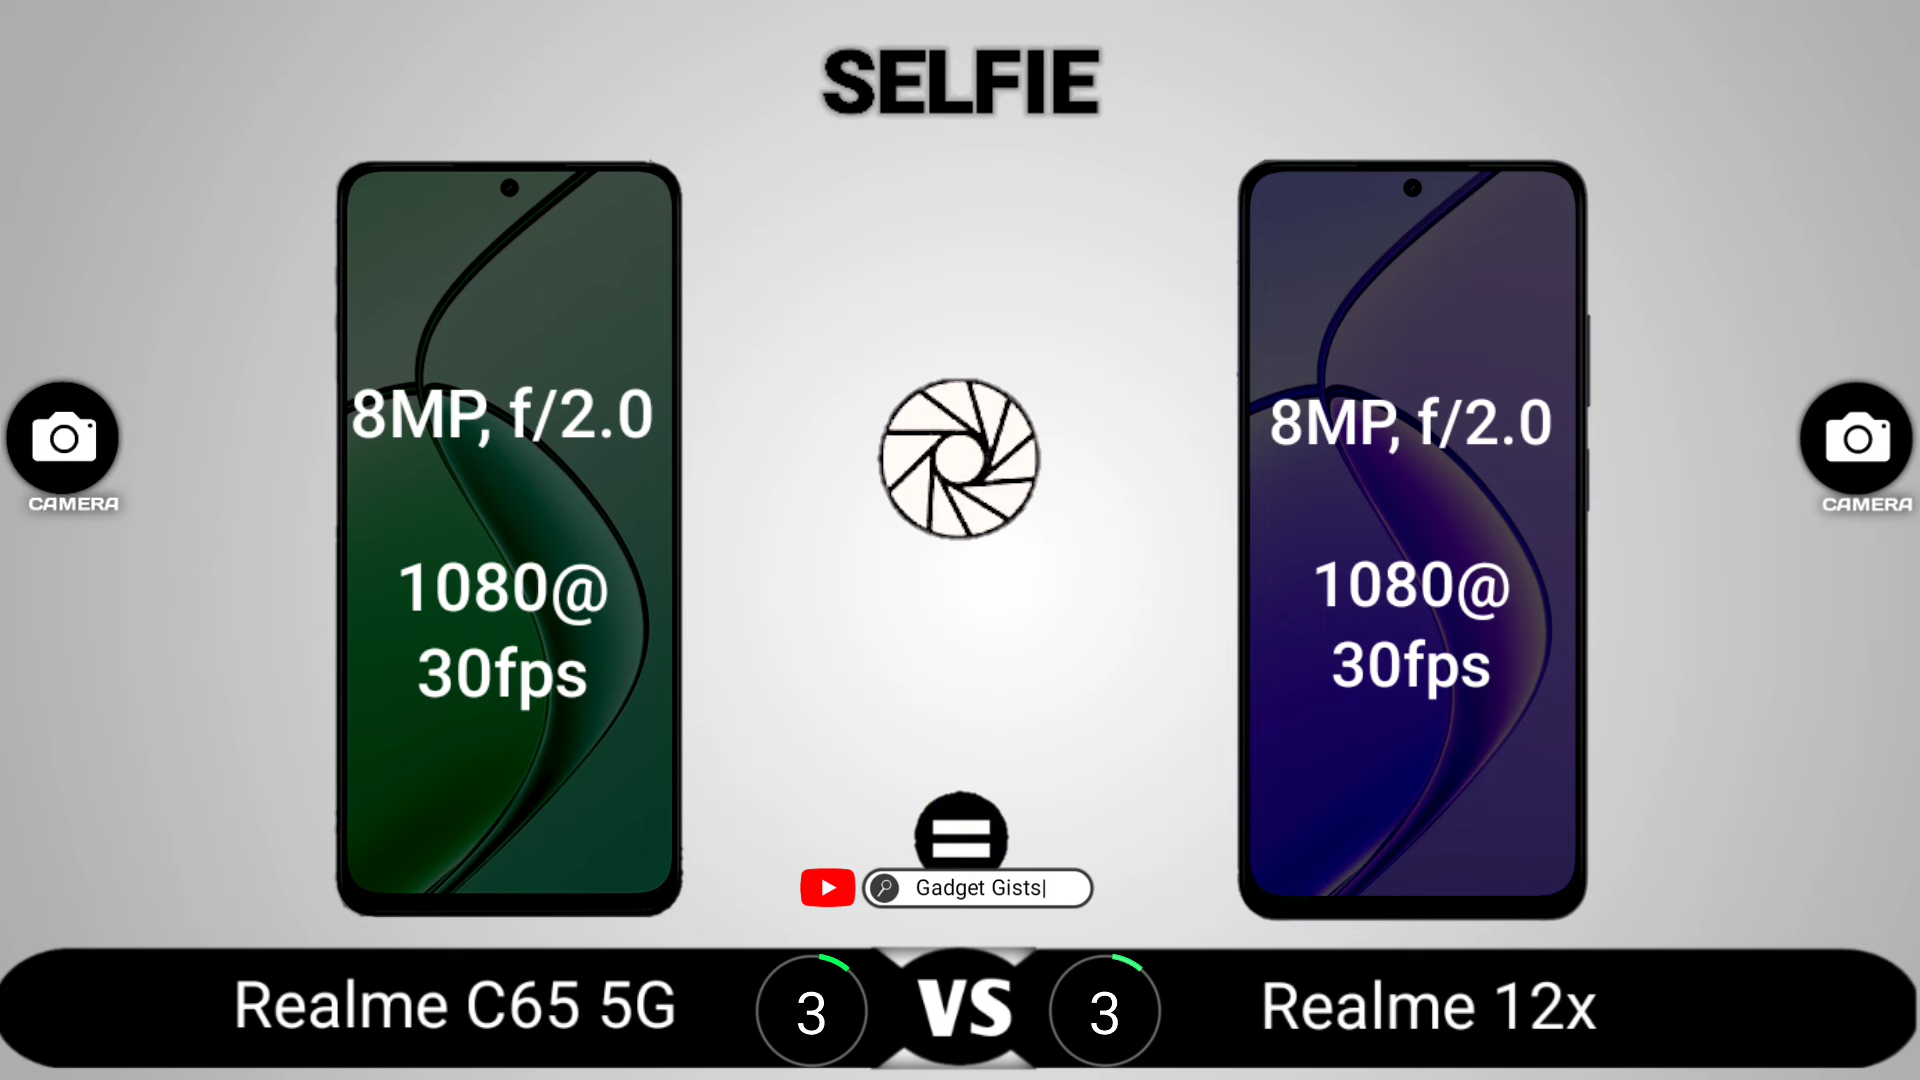 SELFIE
8MP, f/2.0
1080@
30fps
8MP, f/2.0
1080@
30fps
CAMERA
CAMERA
Gadget Gists|
Realme C65 5G
3
VS
3
Realme 12x